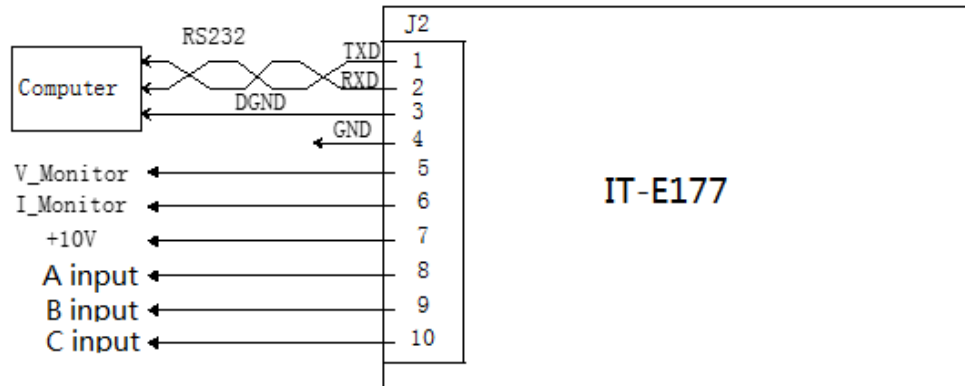 J2
RS232
TXD
1
Computer
RXD
2
DGND
3
GND
4
V_Monitor
5
IT-E177
I_Monitor
6
+10V
7
A input
8
B input
9
C input
10